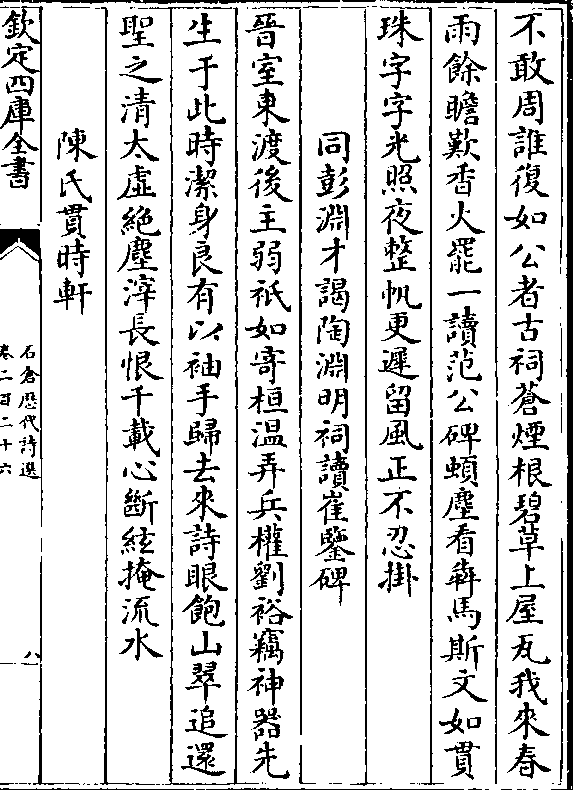 不敢周誰復如公者古祠蒼煙根碧草上屋瓦我來春
雨餘瞻歎香火罷一讀范公碑頓塵看奔馬斯文如貫
珠字字光照夜整帆更遲留風正不忍掛
同彭淵才謁陶淵明祠讀崔鑒碑
晉室東渡後主弱祗如寄桓温弄兵權劉裕竊神器先
生于此時潔身良有以袖手歸去來詩眼飽山翠追還
聖之清太虛絶塵滓長恨千載心斷絃掩流水
陳氏貫時軒
欽定四庫全書
石倉歷代詩選
卷二百二十六
八